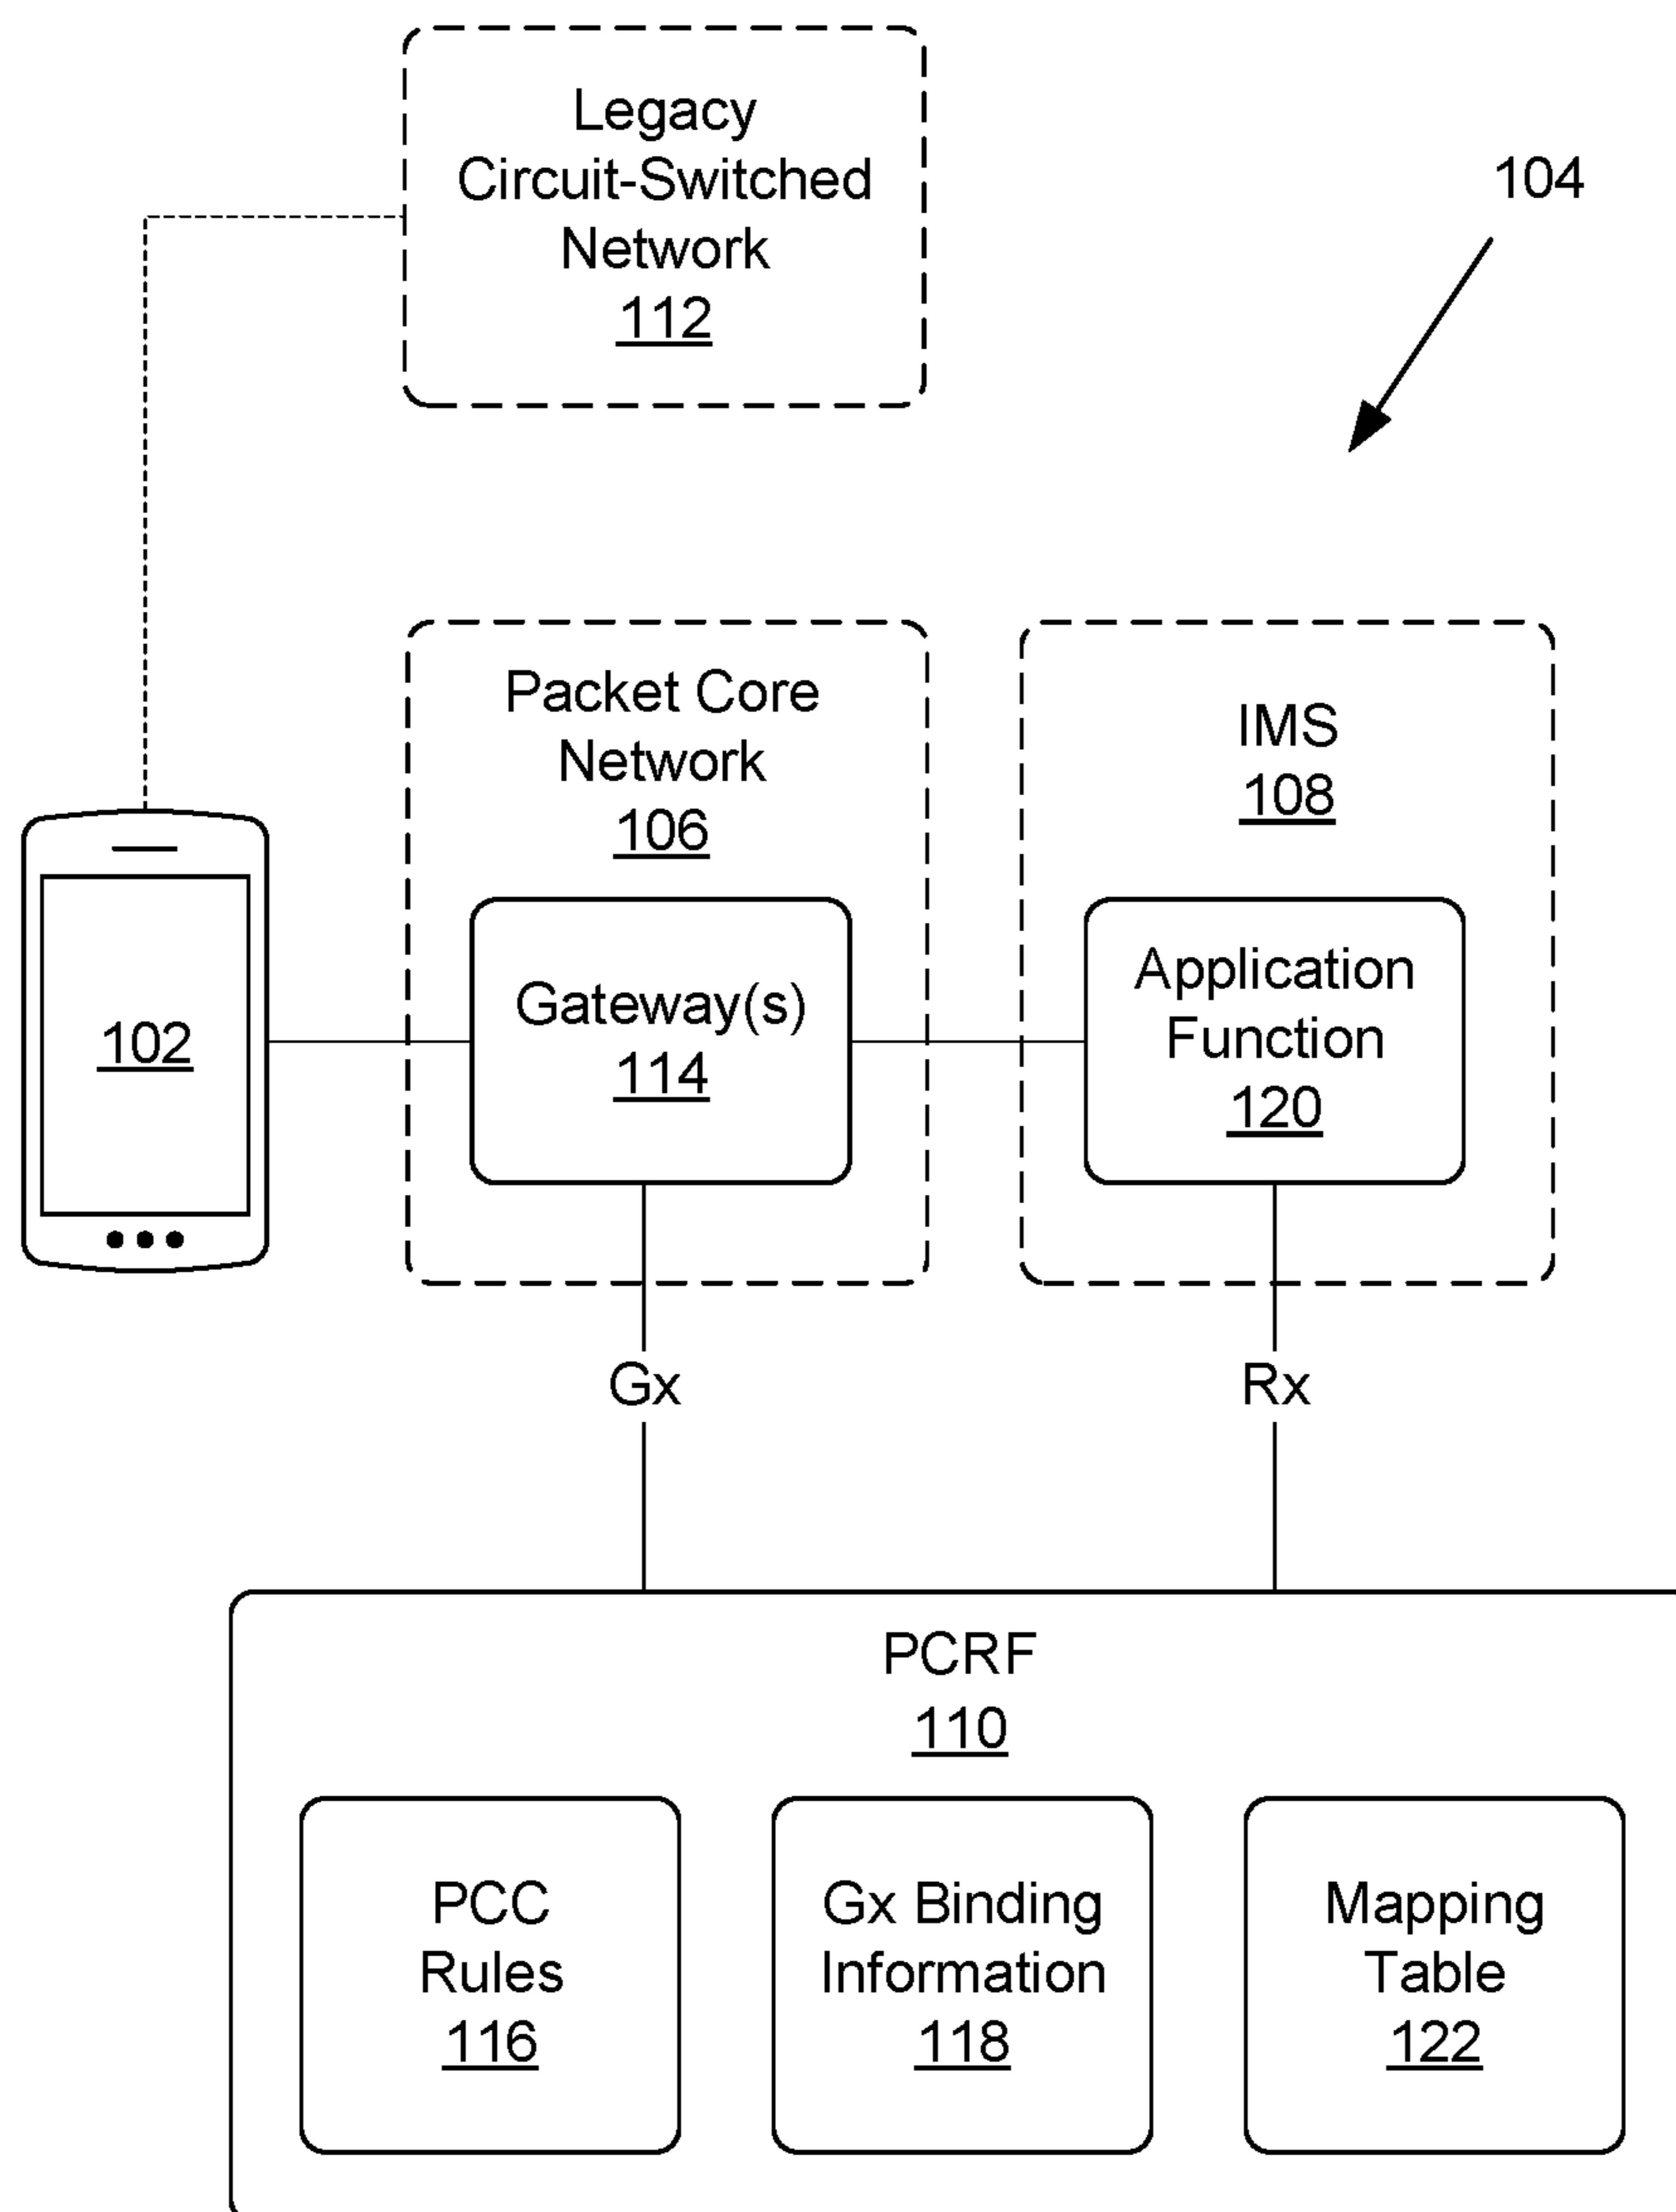 Legacy
Circuit-Switched
Network
112
104
Packet Core
Network
106
IMS
108
102
Gateway(s)
114
Application
Function
120
Gx
Rx
PCRF
110
PCC
Rules
116
Gx Binding
Information
118
Mapping
Table
122